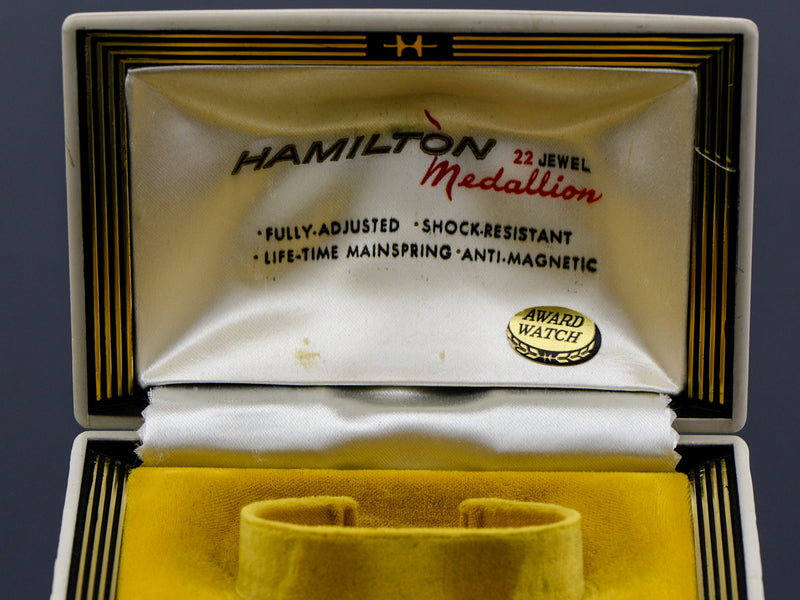 HAMILTON 22 JEWEL
Medallion
·FULLY-ADJUSTED ·SHOCK-RESISTANT
·LIFE-TIME MAINSPRING ·ANTI-MAGNETIC
AWARD
WATCH